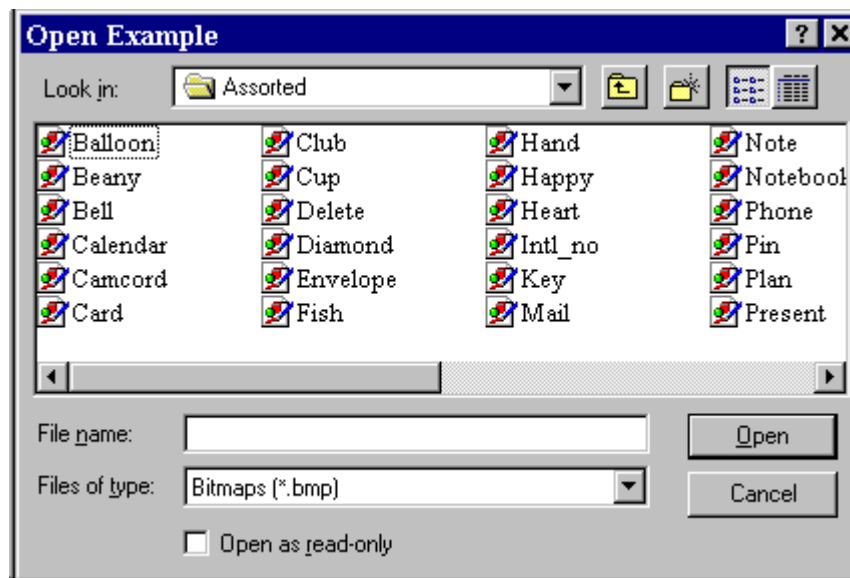 Open Example
Look in: Assorted
Balloon Club Hand Note
Beany Cup Happy Notebook
Bell Delete Heart Phone
Calendar Diamond Intl_no Pin
Camcord Envelope Key Plan
Card Fish Mail Present
File name: Open
Files of type: Bitmaps (*.bmp) Cancel
Open as read-only